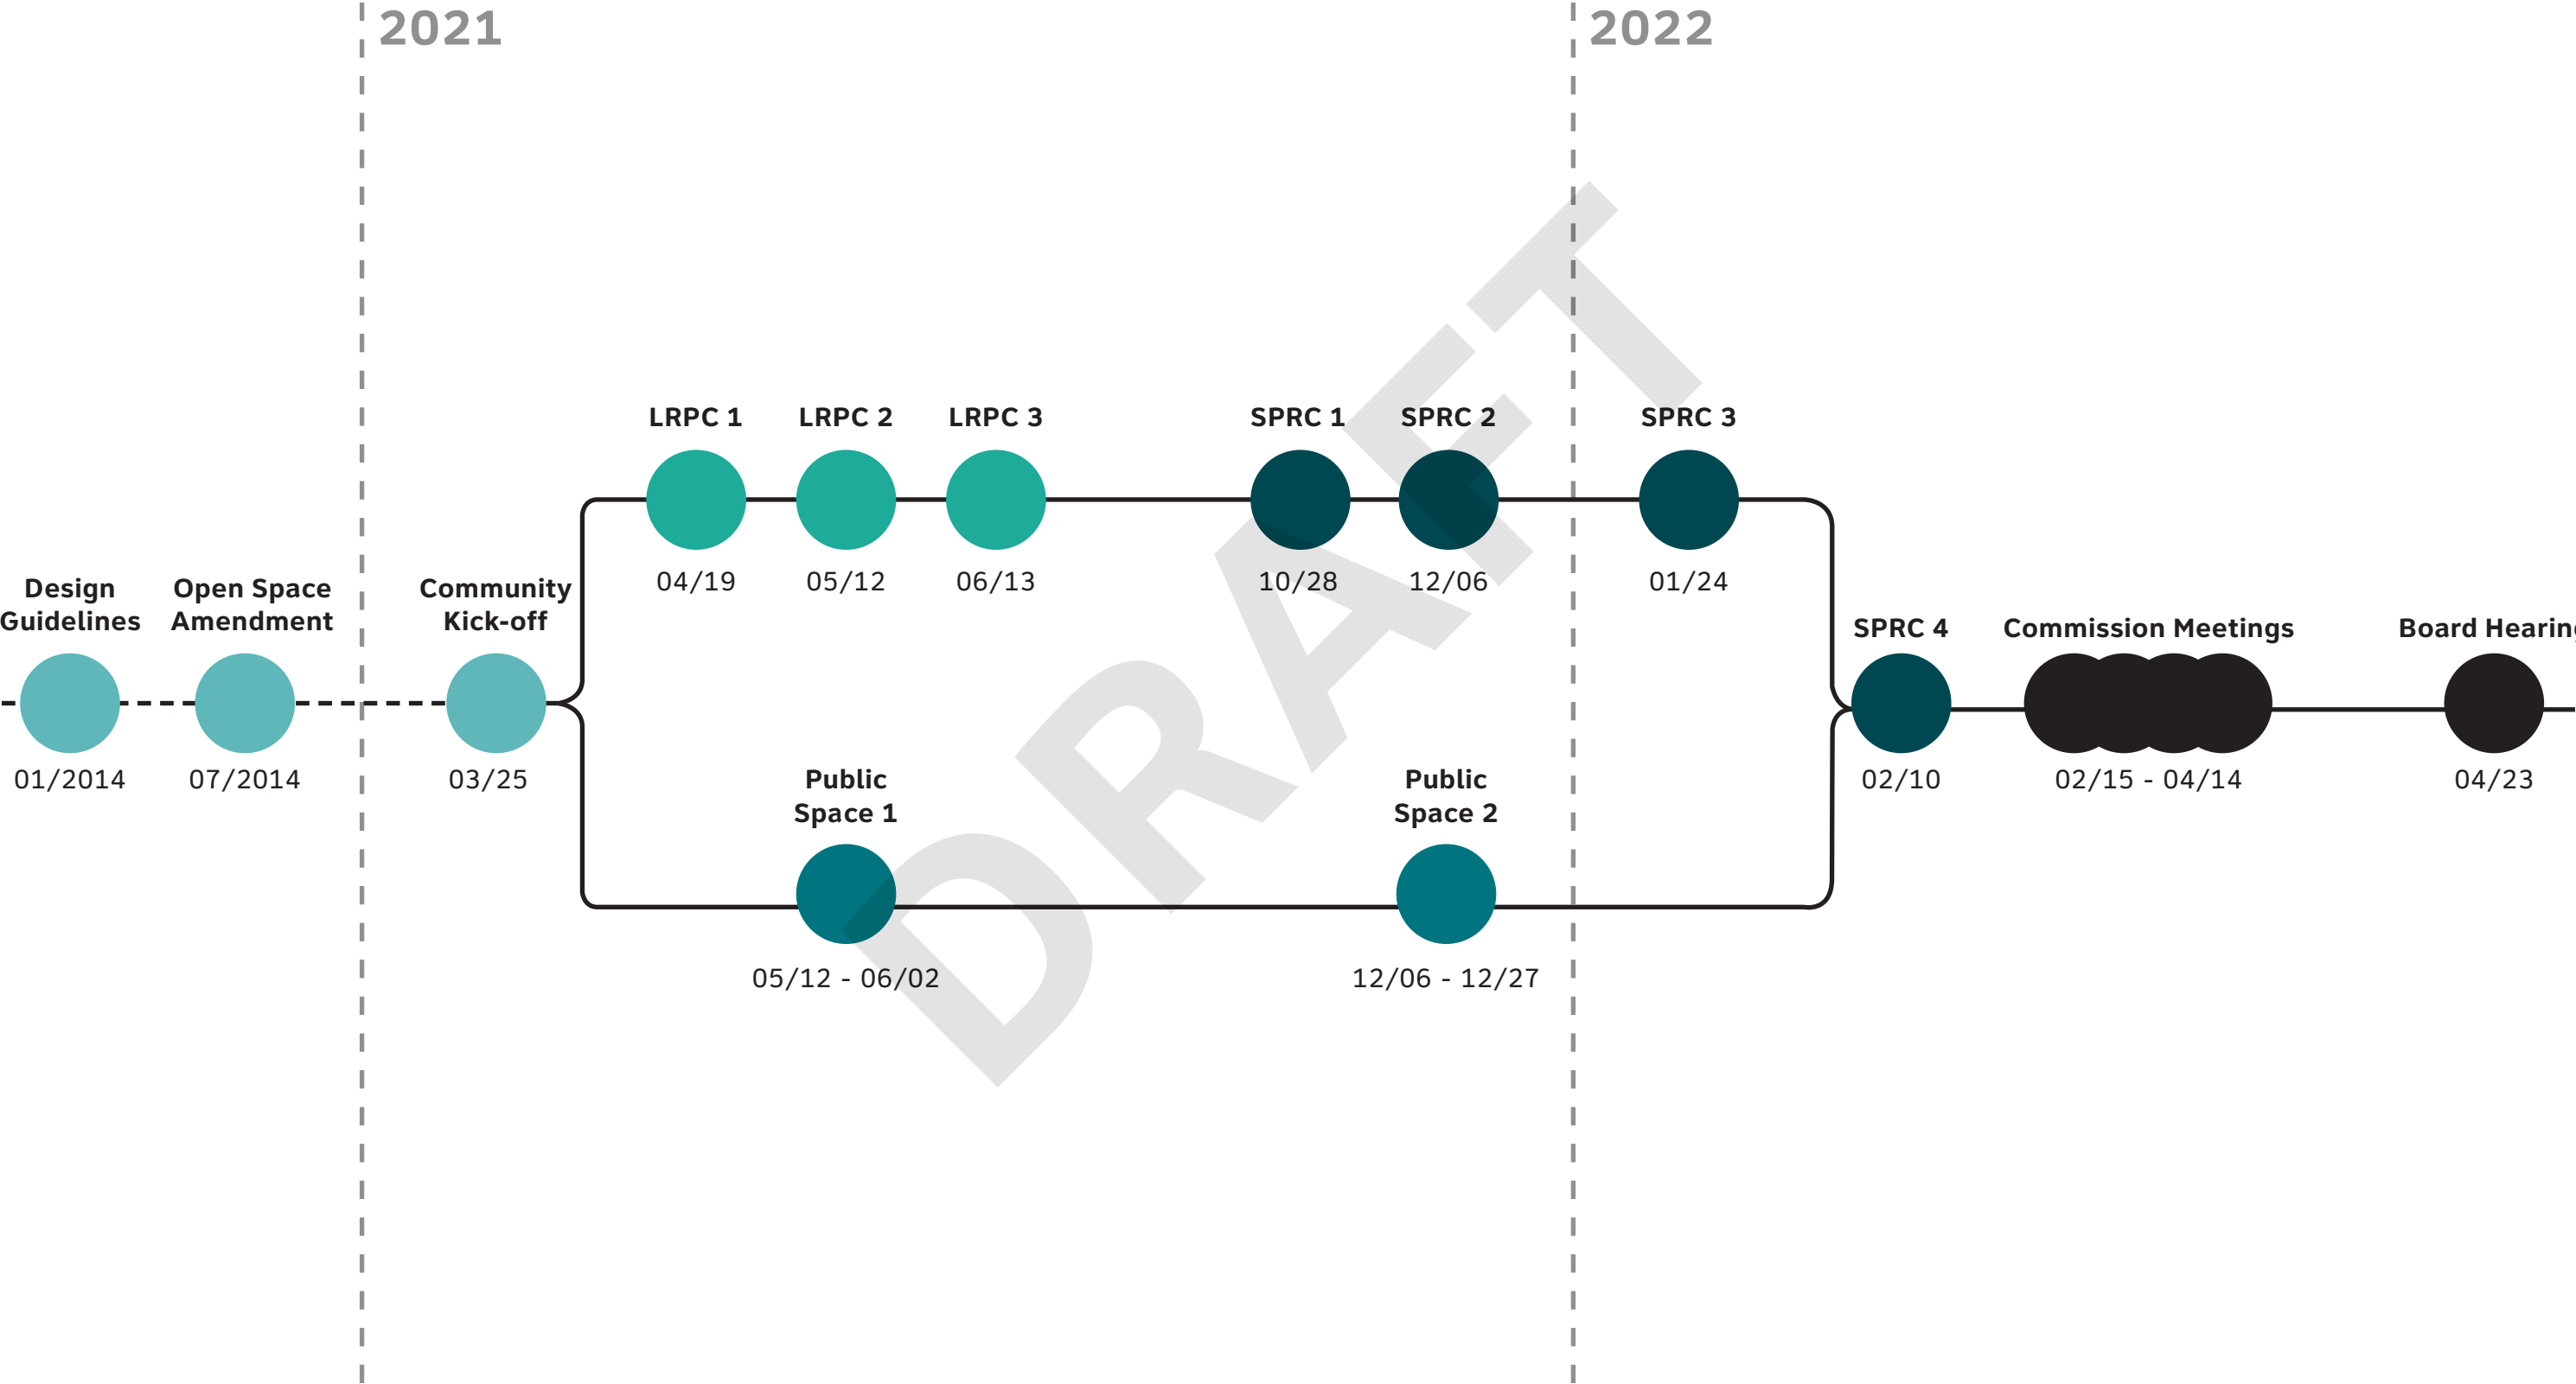 2021
2022
LRPC 1
LRPC 2
LRPC 3
SPRC 1
SPRC 2
SPRC 3
04/19
05/12
06/13
10/28
12/06
01/24
Design
Guidelines
Open Space
Amendment
Community
Kick-off
SPRC 4
Commission Meetings
Board Hearing
01/2014
07/2014
03/25
02/10
02/15 - 04/14
04/23
Public
Space 1
Public
Space 2
05/12 - 06/02
12/06 - 12/27
DRAFT